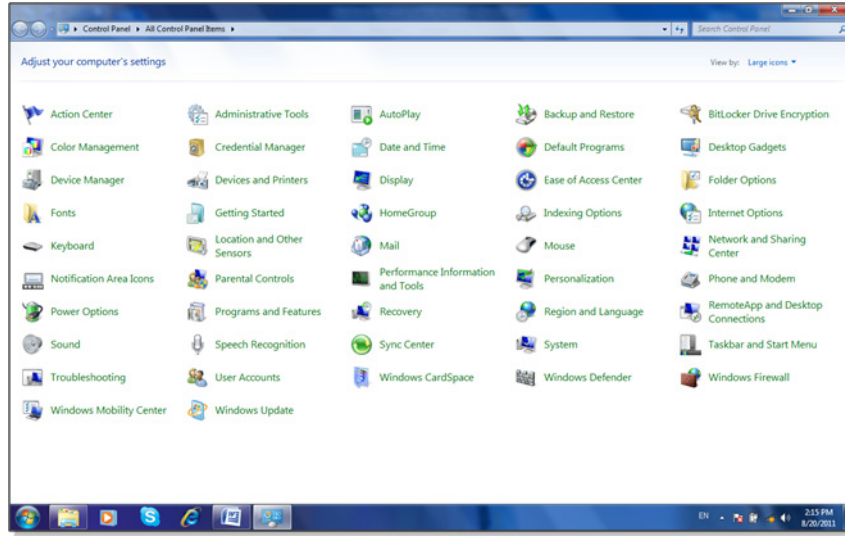 Control Panel All Control Panel Items
Search Control Panel
Adjust your computer's settings
View by: Large icons
Action Center
Administrative Tools
AutoPlay
Backup and Restore
BitLocker Drive Encryption
Color Management
Credential Manager
Date and Time
Default Programs
Desktop Gadgets
Device Manager
Devices and Printers
Display
Ease of Access Center
Folder Options
Fonts
Getting Started
HomeGroup
Indexing Options
Internet Options
Keyboard
Location and Other
Sensors
Mail
Mouse
Network and Sharing
Center
Notification Area Icons
Parental Controls
Performance Information
and Tools
Personalization
Phone and Modem
Power Options
Programs and Features
Recovery
Region and Language
RemoteApp and Desktop
Connections
Sound
Speech Recognition
Sync Center
System
Taskbar and Start Menu
Troubleshooting
User Accounts
Windows CardSpace
Windows Defender
Windows Firewall
Windows Mobility Center
Windows Update
EN
2:15 PM
8/20/2011